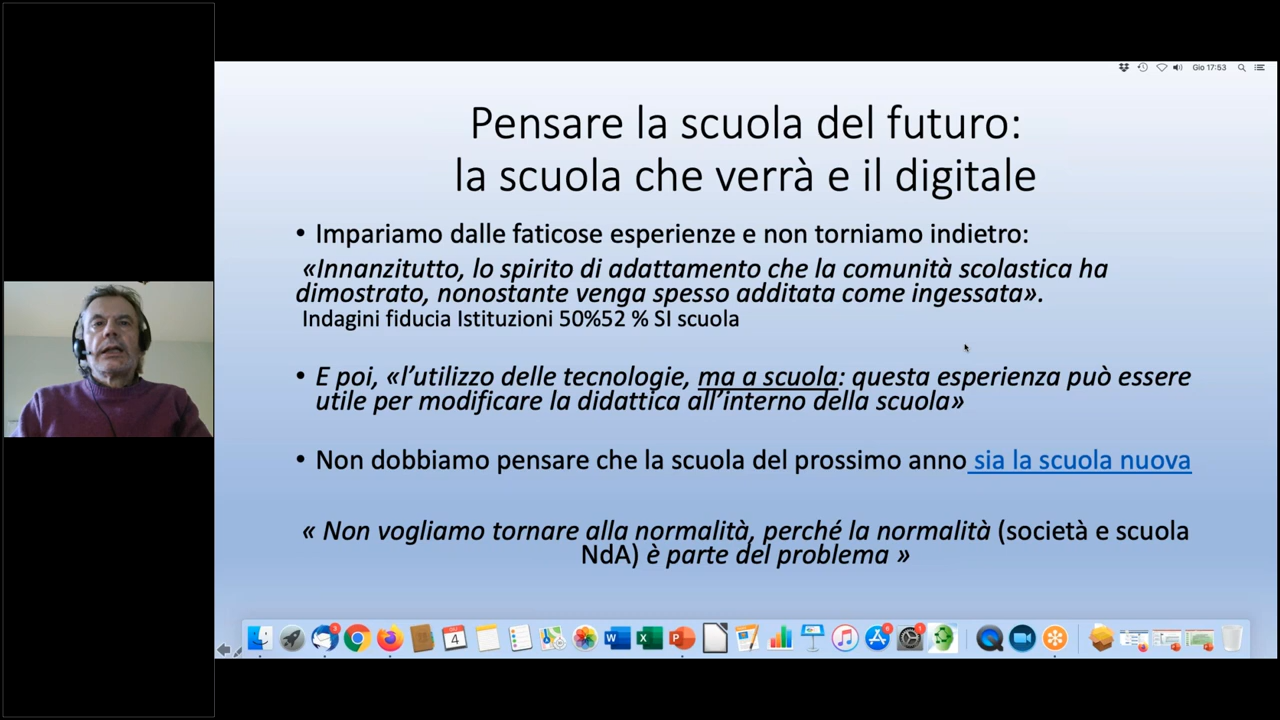 Gio 17:53
Pensare la scuola del futuro:
la scuola che verrà e il digitale
• Impariamo dalle faticose esperienze e non torniamo indietro:
«Innanzitutto, lo spirito di adattamento che la comunità scolastica ha
dimostrato, nonostante venga spesso additata come ingessata».
Indagini fiducia Istituzioni 50%52 % SI scuola
• E poi, «l’utilizzo delle tecnologie, ma a scuola: questa esperienza può essere
utile per modificare la didattica all’interno della scuola»
• Non dobbiamo pensare che la scuola del prossimo anno sia la scuola nuova
« Non vogliamo tornare alla normalità, perché la normalità (società e scuola
NdA) è parte del problema »
4